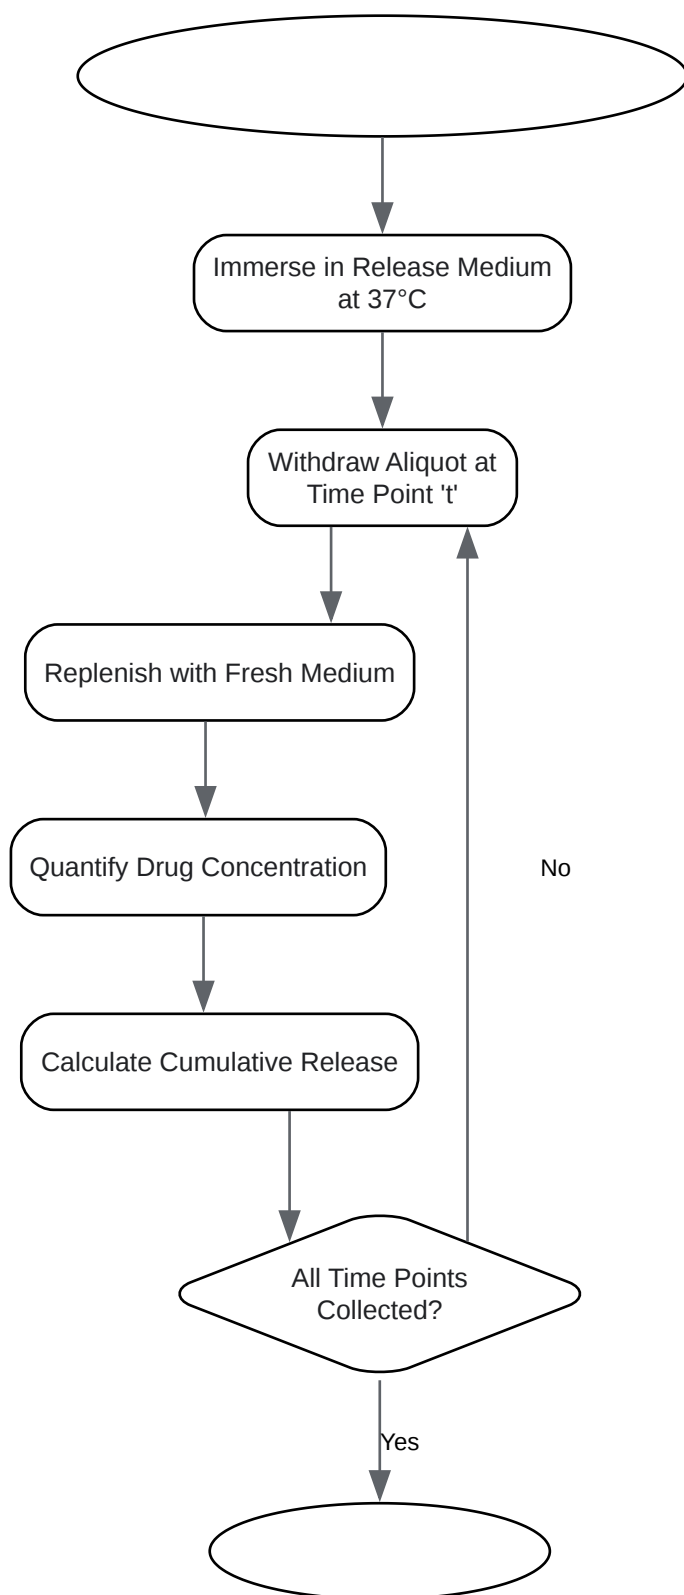 Immerse in Release Medium
at 37°C
Withdraw Aliquot at
Time Point 't'
Replenish with Fresh Medium
Quantify Drug Concentration
No
Calculate Cumulative Release
All Time Points
Collected?
Yes